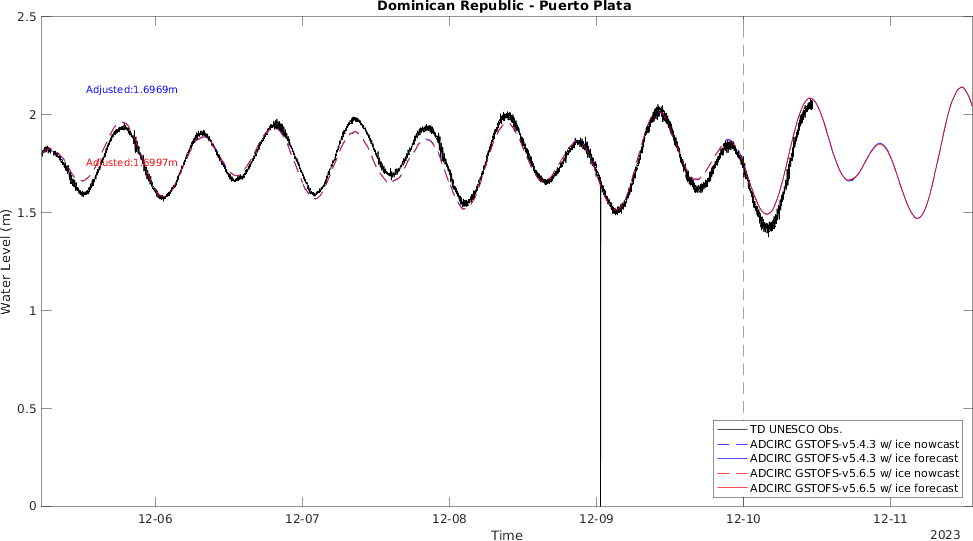 Dominican Republic - Puerto Plata
2.5
2
1.5
1
0.5
0
Water Level (m)
Adjusted:1.6969m
Adjusted:1.6997m
TD UNESCO Obs.
ADCIRC GSTOFS-v5.4.3 w/ ice nowcast
ADCIRC GSTOFS-v5.4.3 w/ ice forecast
ADCIRC GSTOFS-v5.6.5 w/ ice nowcast
ADCIRC GSTOFS-v5.6.5 w/ ice forecast
12-06 12-07 12-08 12-09 12-10 12-11
Time
2023